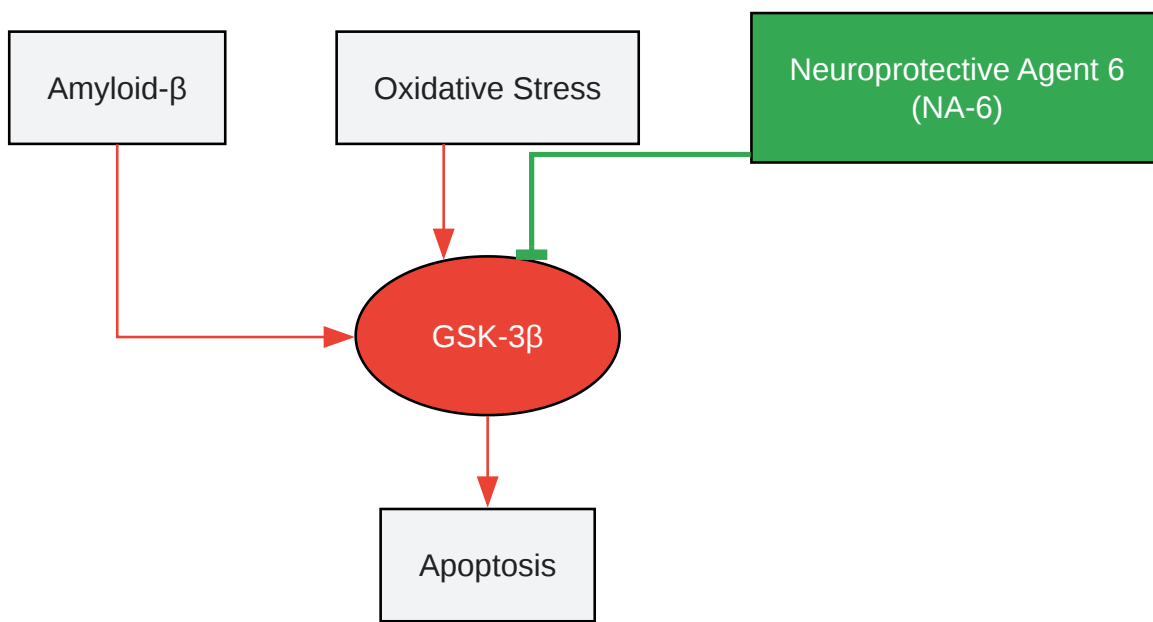 Amyloid-β
Oxidative Stress
Neuroprotective Agent 6
(NA-6)
GSK-3β
Apoptosis